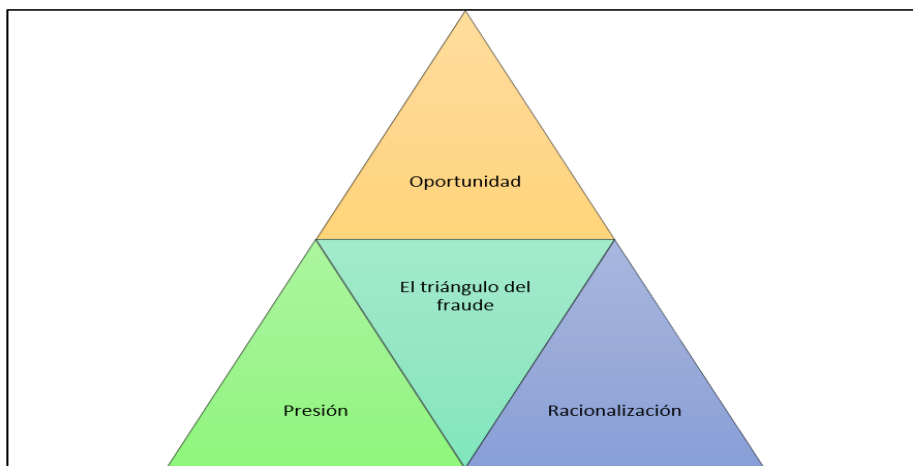 Oportunidad
El triángulo del
fraude
Presión
Racionalización